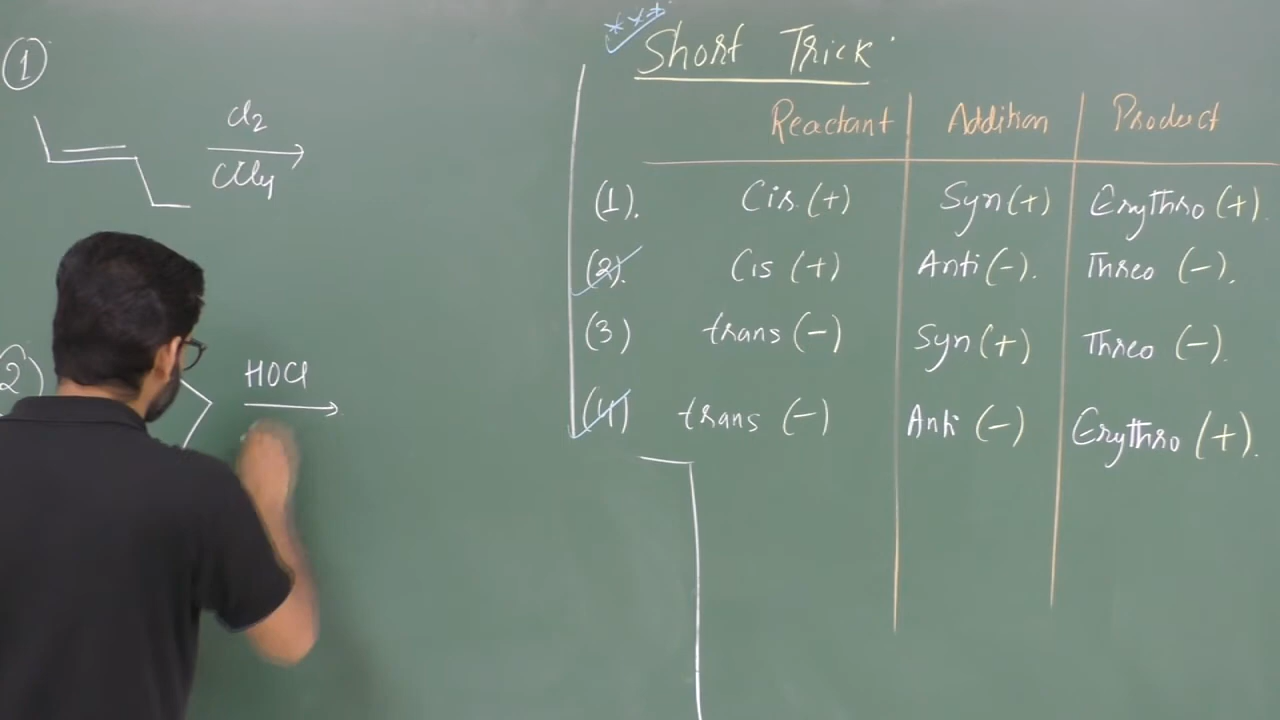 1
Cl2
CCl4
2)
HOCl
***
Short Trick
Reactant | Addition | Product
(1). Cis (+) Syn (+) Erythro (+).
(2). Cis (+) Anti (-). Threo (-).
(3) trans (-) Syn (+) Threo (-).
(4) trans (-) Anti (-) Erythro (+).